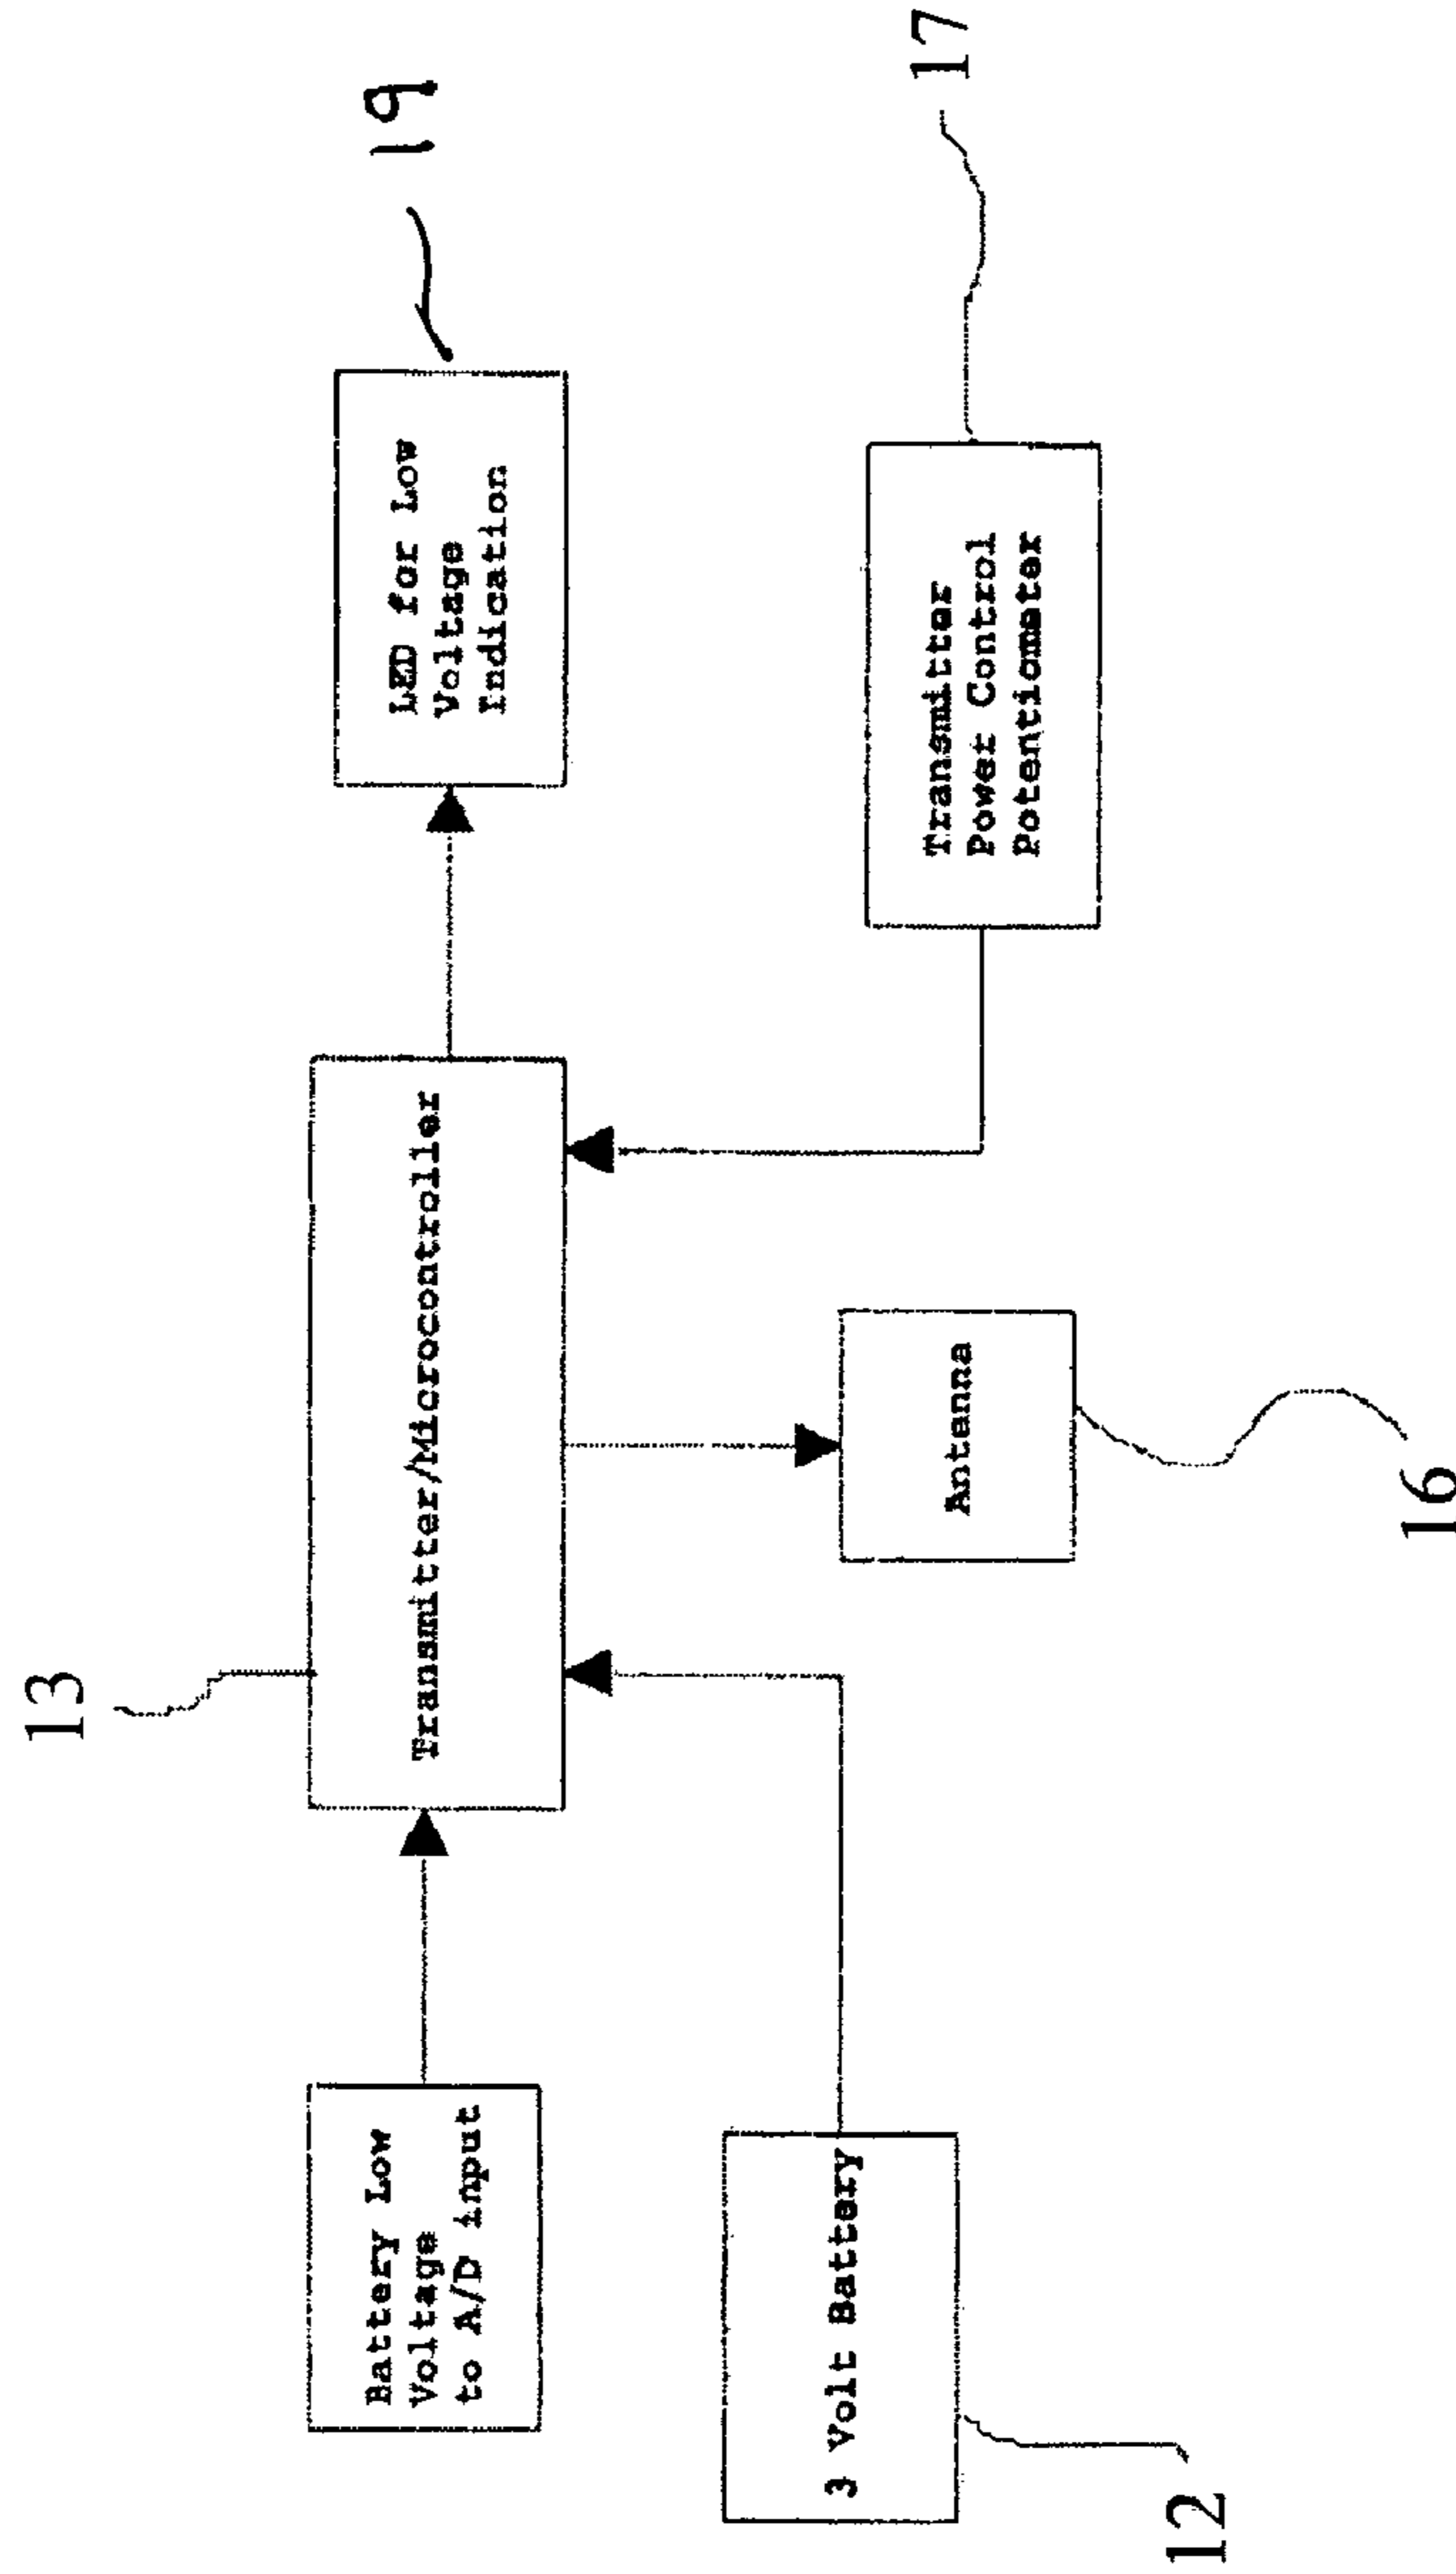 13
19
17
16
12
Battery Low
Voltage
to A/D input
Transmitter/Microcontroller
LED for Low
Voltage
Indication
3 Volt Battery
Antenna
Transmitter
Power Control
Potentiometer